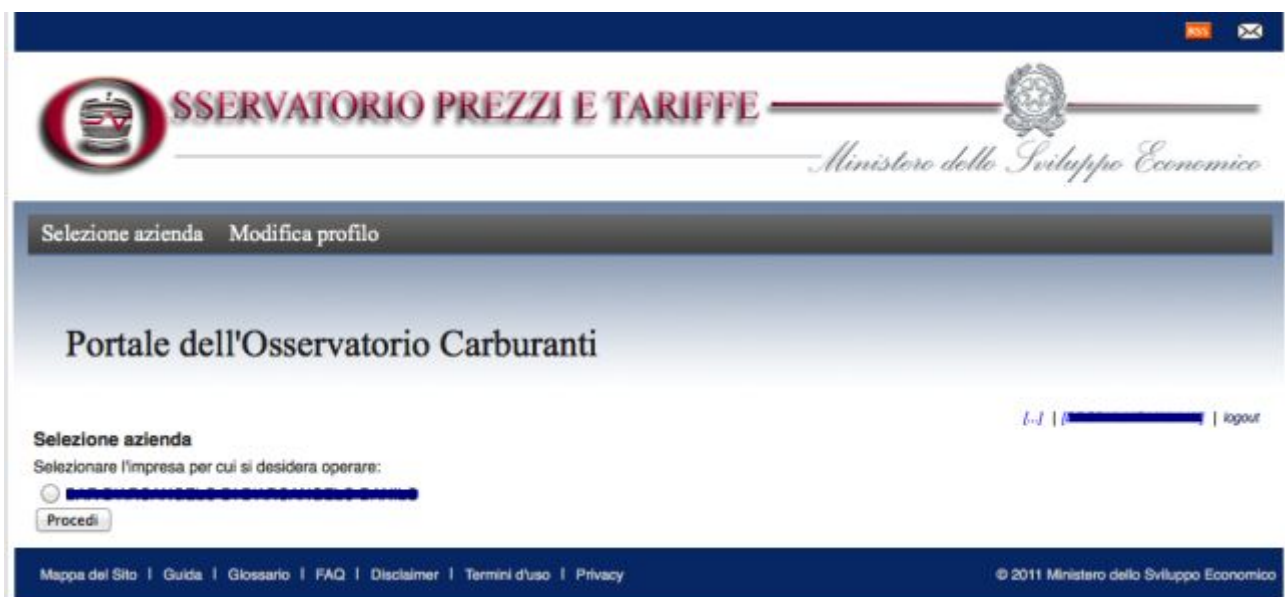 RSS
OSSERVATORIO PREZZI E TARIFFE
Ministero dello Sviluppo Economico
Selezione azienda Modifica profilo
Portale dell'Osservatorio Carburanti
[...] | [ ] | logout
Selezione azienda
Selezionare l'impresa per cui si desidera operare:
Procedi
Mappa del Sito | Guida | Glossario | FAQ | Disclaimer | Termini d'uso | Privacy
© 2011 Ministero dello Sviluppo Economico